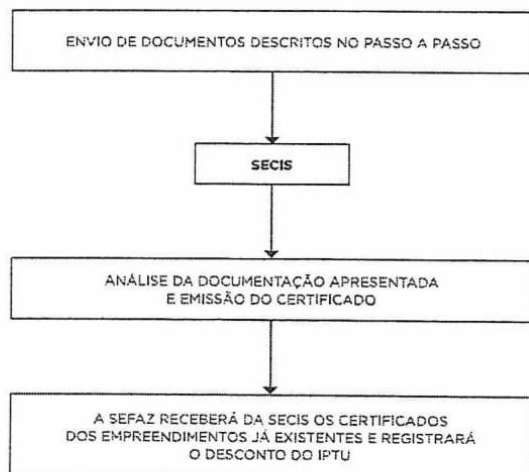 ENVIO DE DOCUMENTOS DESCRITOS NO PASSO A PASSO
SECIS
ANÁLISE DA DOCUMENTAÇÃO APRESENTADA
E EMISSÃO DO CERTIFICADO
A SEFAZ RECEBERÁ DA SECIS OS CERTIFICADOS
DOS EMPREENDIMENTOS JÁ EXISTENTES E REGISTRARÁ
O DESCONTO DO IPTU